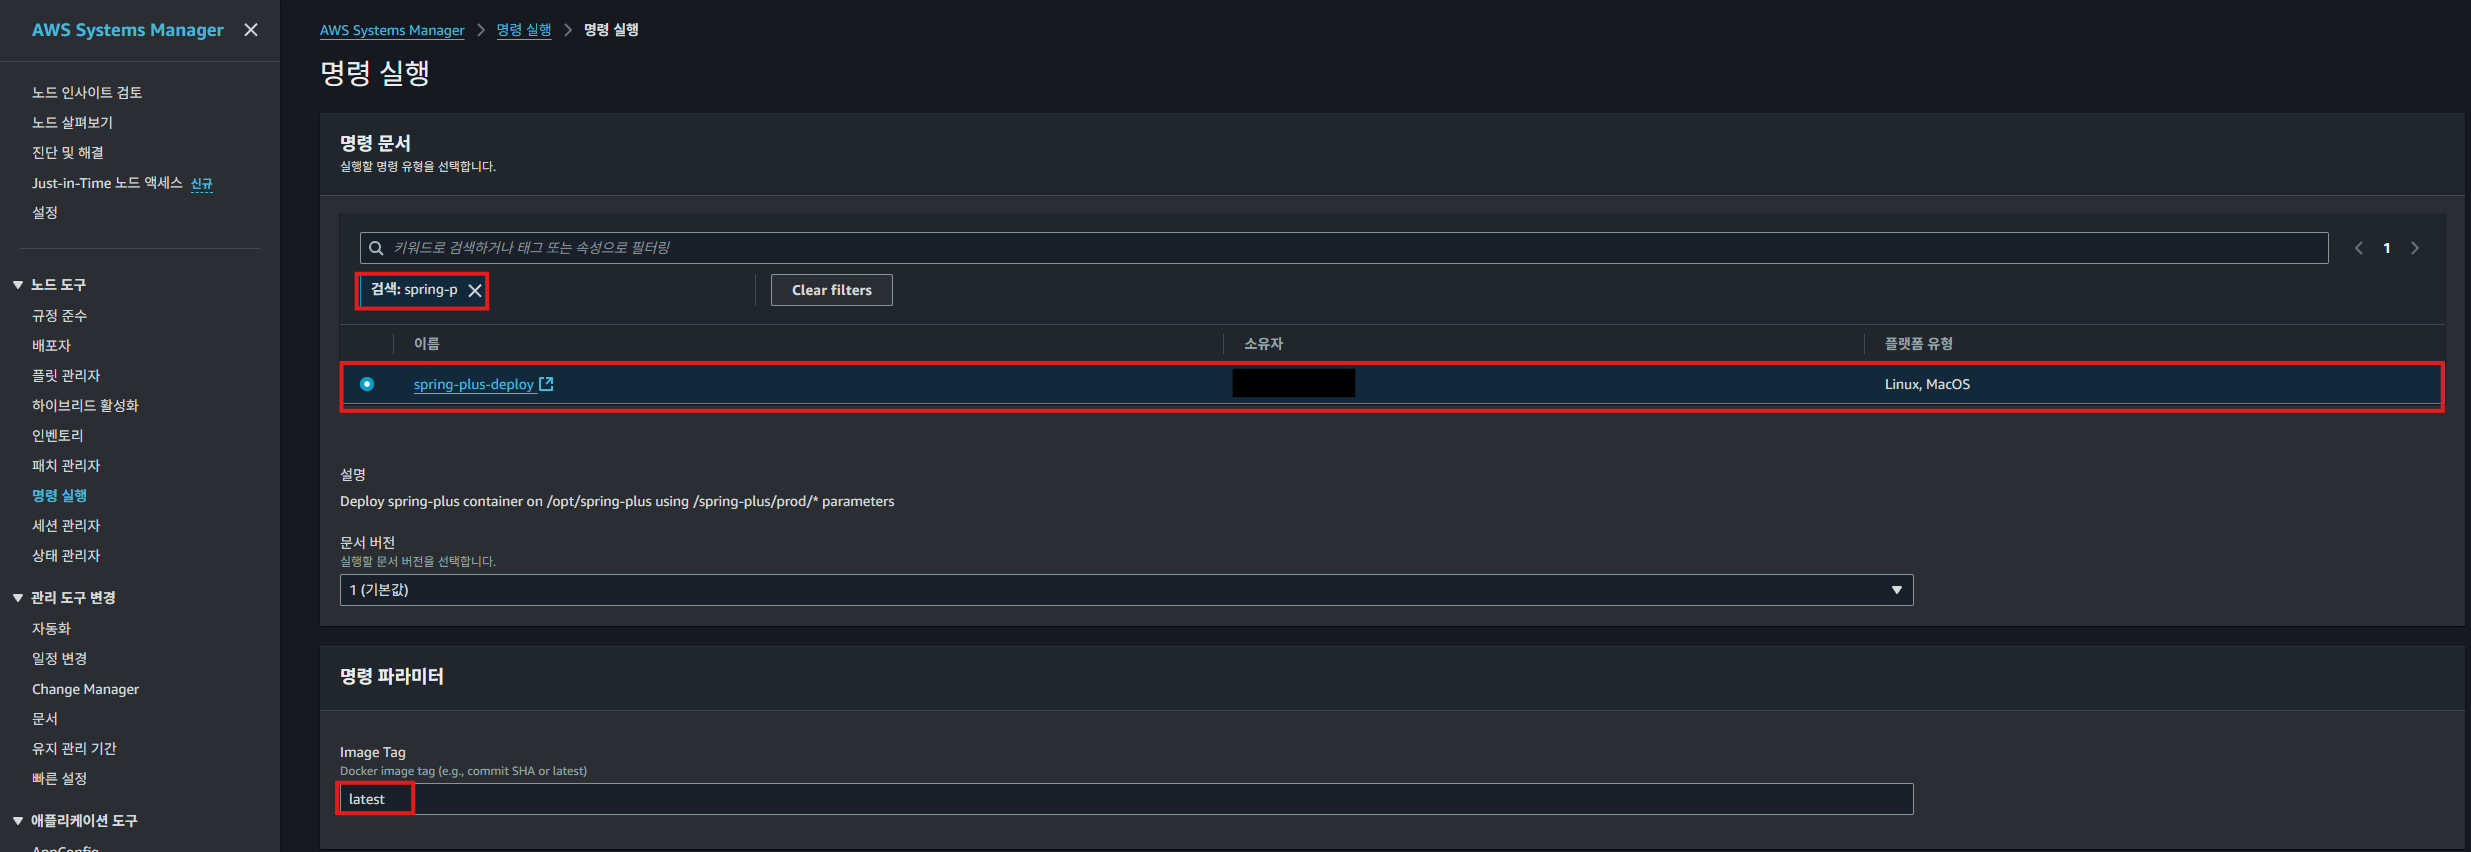 AWS Systems Manager
노드 인사이트 검토
노드 살펴보기
진단 및 해결
Just-in-Time 노드 액세스 신규
설정
노드 도구
규정 준수
배포자
플릿 관리자
하이브리드 활성화
인벤토리
패치 관리자
명령 실행
세션 관리자
상태 관리자
관리 도구 변경
자동화
일정 변경
Change Manager
문서
유지 관리 기간
빠른 설정
애플리케이션 도구
AppConfig
AWS Systems Manager > 명령 실행 > 명령 실행
명령 실행
명령 문서
실행할 명령 유형을 선택합니다.
키워드로 검색하거나 태그 또는 속성으로 필터링
1
검색: spring-p
Clear filters
이름 소유자 플랫폼 유형
spring-plus-deploy Linux, MacOS
설명
Deploy spring-plus container on /opt/spring-plus using /spring-plus/prod/* parameters
문서 버전
실행할 문서 버전을 선택합니다.
1 (기본값)
명령 파라미터
Image Tag
Docker image tag (e.g., commit SHA or latest)
latest